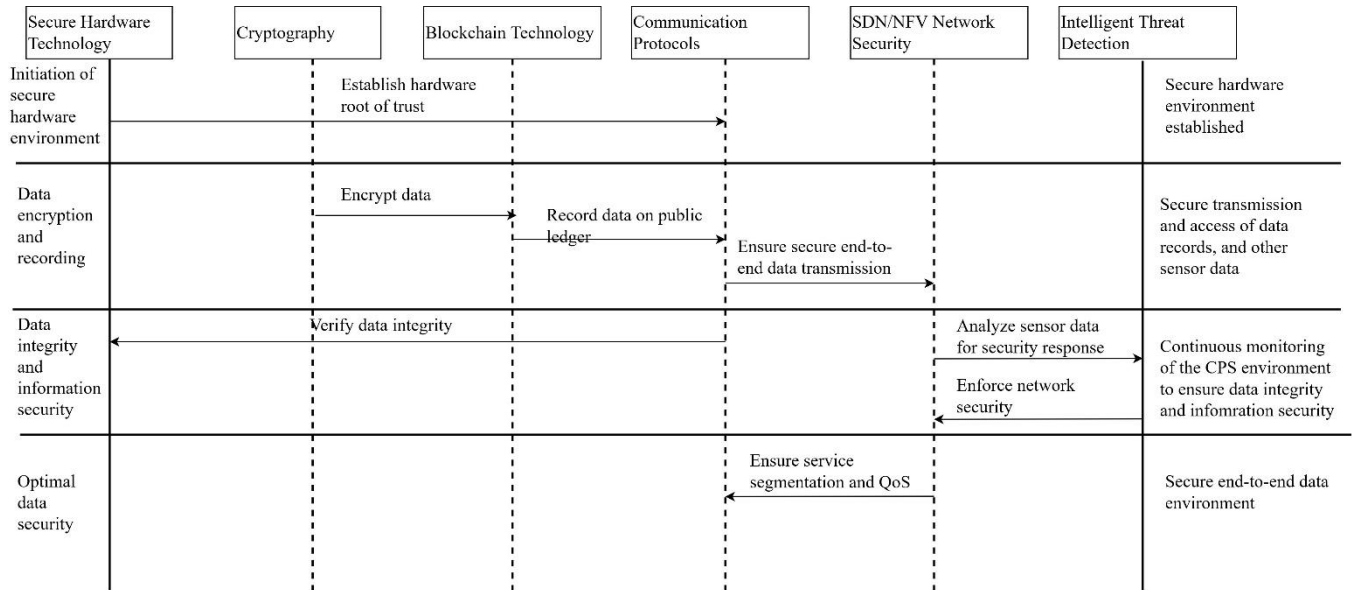 Secure Hardware
Technology
Cryptography
Blockchain Technology
Communication
Protocols
SDN/NFV Network
Security
Intelligent Threat
Detection
Initiation of
secure
hardware
environment
Establish hardware
root of trust
Secure hardware
environment
established
Data
encryption
and
recording
Encrypt data
Record data on public
ledger
Ensure secure end-to-
end data transmission
Secure transmission
and access of data
records, and other
sensor data
Data
integrity
and
information
security
Verify data integrity
Analyze sensor data
for security response
Enforce network
security
Continuous monitoring
of the CPS environment
to ensure data integrity
and infomration security
Optimal
data
security
Ensure service
segmentation and QoS
Secure end-to-end data
environment